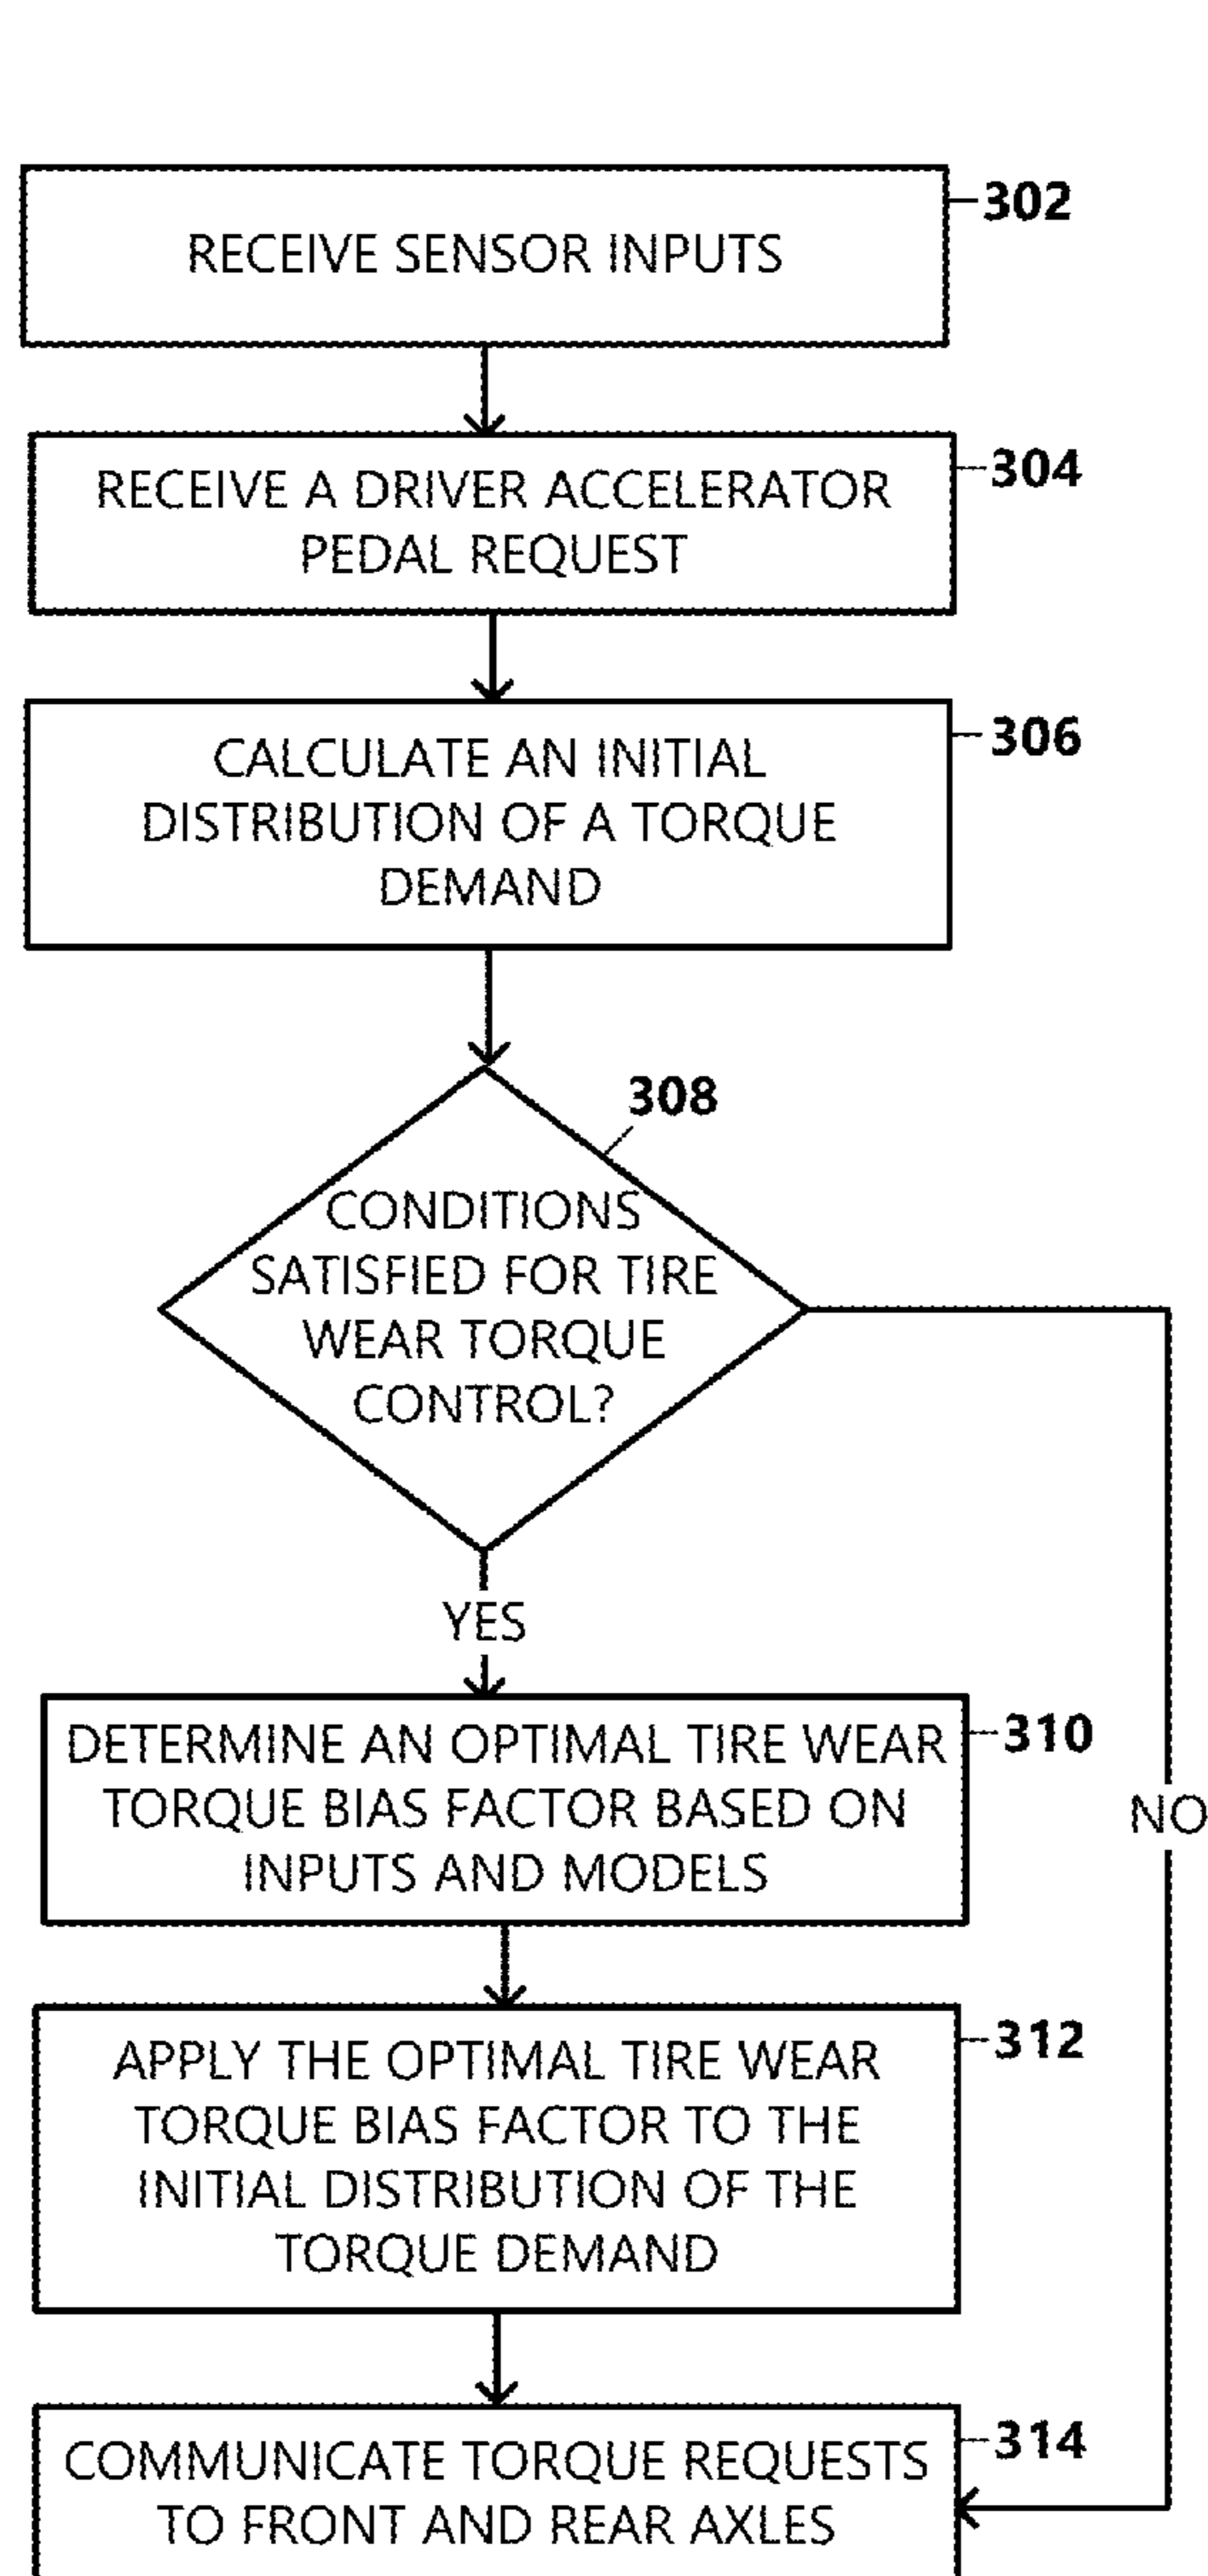 302
RECEIVE SENSOR INPUTS
304
RECEIVE A DRIVER ACCELERATOR
PEDAL REQUEST
306
CALCULATE AN INITIAL
DISTRIBUTION OF A TORQUE
DEMAND
308
CONDITIONS
SATISFIED FOR TIRE
WEAR TORQUE
CONTROL?
YES
310
DETERMINE AN OPTIMAL TIRE WEAR
TORQUE BIAS FACTOR BASED ON
INPUTS AND MODELS
NO
312
APPLY THE OPTIMAL TIRE WEAR
TORQUE BIAS FACTOR TO THE
INITIAL DISTRIBUTION OF THE
TORQUE DEMAND
314
COMMUNICATE TORQUE REQUESTS
TO FRONT AND REAR AXLES